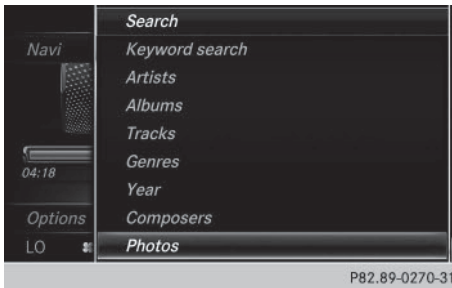 Search
Navi
Keyword search
Artists
Albums
Tracks
Genres
04:18
Year
Options
Composers
LO
Photos
P82.89-0270-31